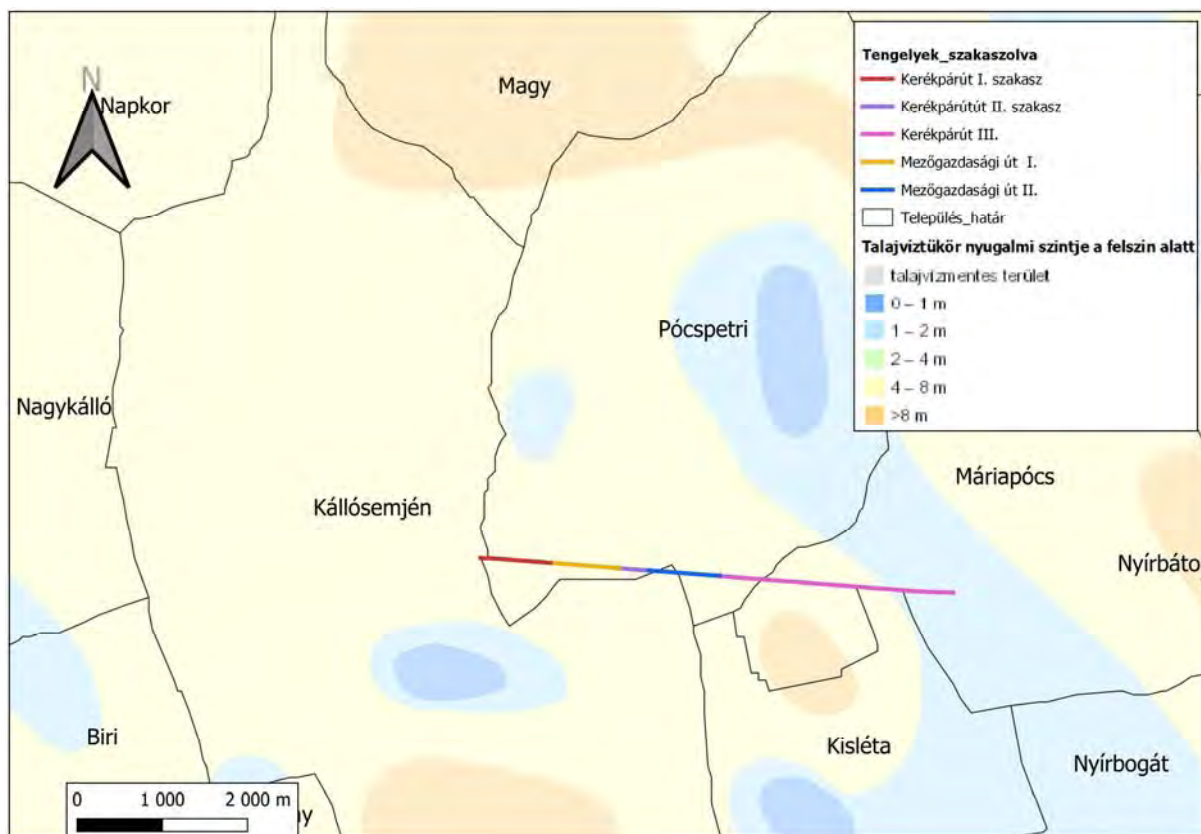 N
Napkor
Magy
Pócspetri
Nagykálló
Kállósemjén
Máriapócs
Nyírbáto
Biri
Kisléta
Nyírbogát
ny
0 1 000 2 000 m
Tengelyek_szakaszolva
Kerékpárút I. szakasz
Kerékpárútút II. szakasz
Kerékpárút III.
Mezőgazdasági út I.
Mezőgazdasági út II.
Település_határ
Talajvíztükör nyugalmi szintje a felszín alatt
talajvízmentes terület
0 – 1 m
1 – 2 m
2 – 4 m
4 – 8 m
>8 m